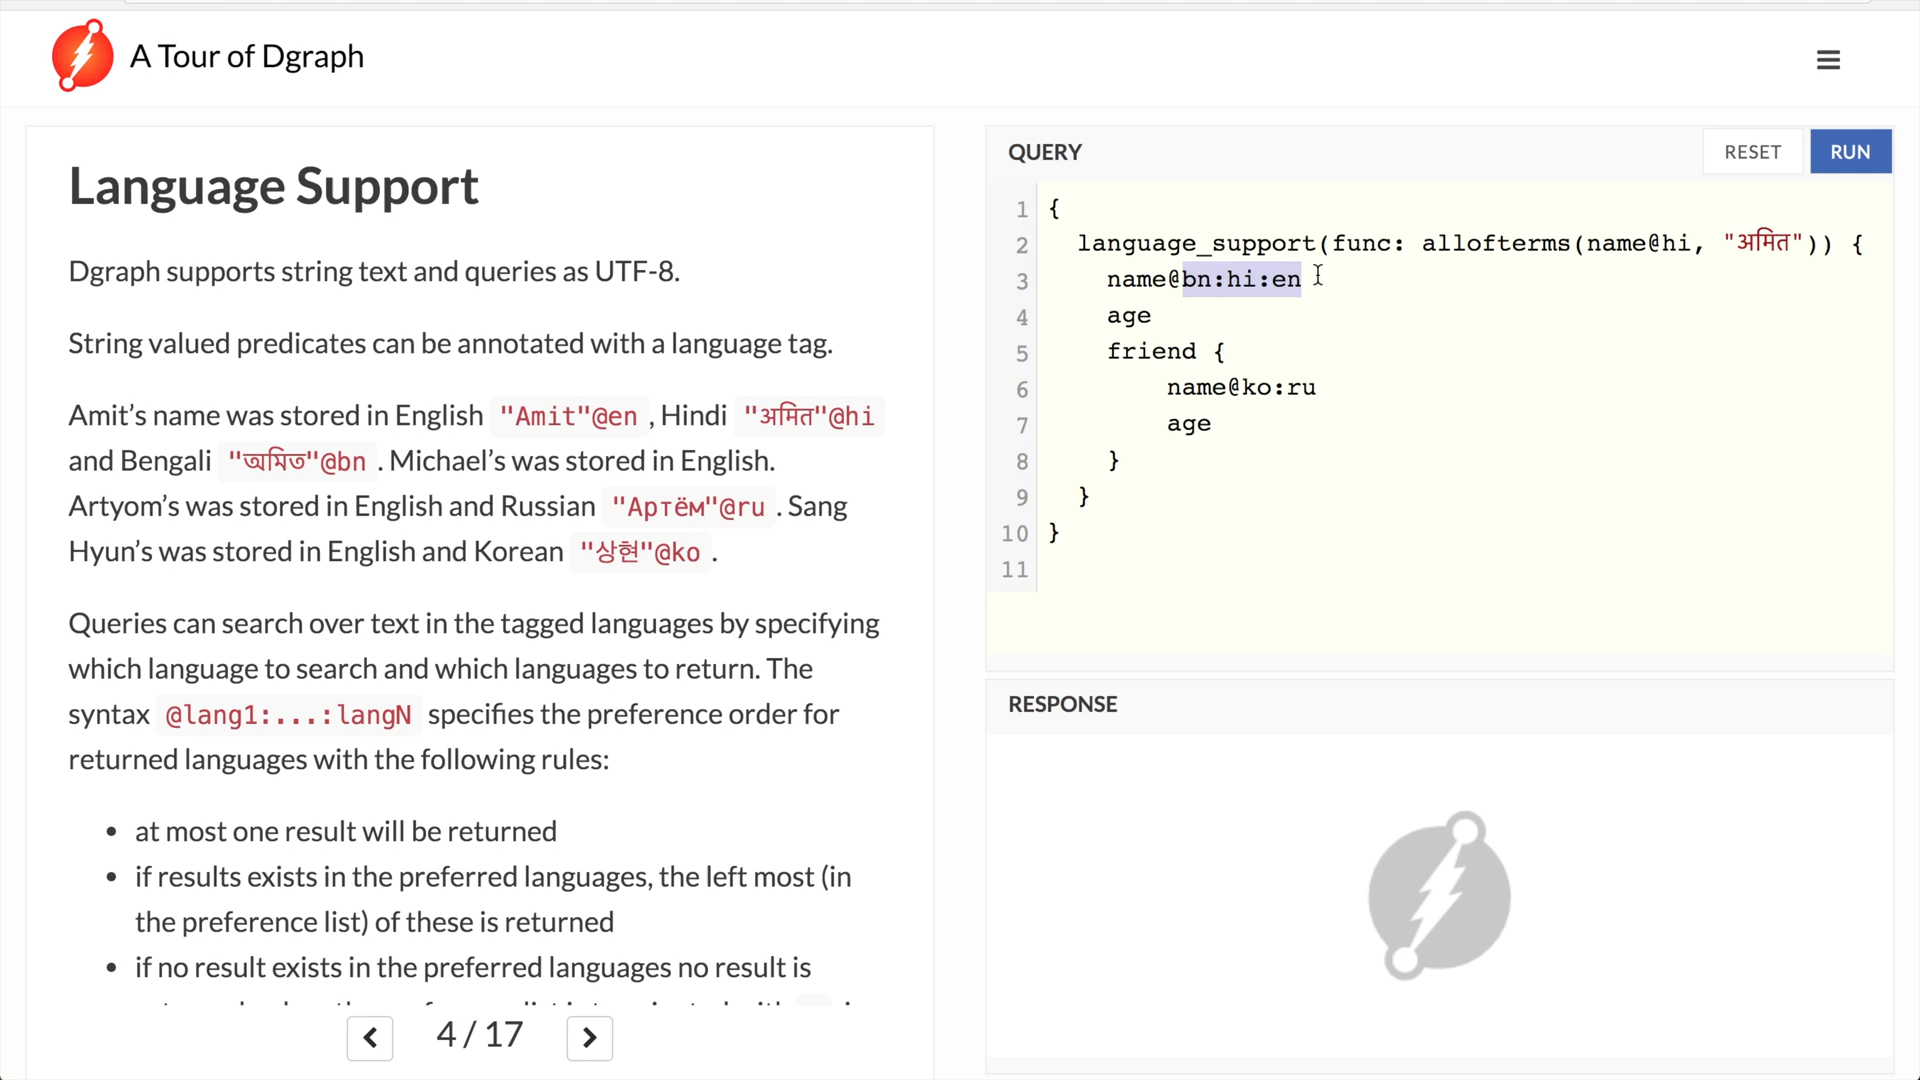 A Tour of Dgraph
Language Support
Dgraph supports string text and queries as UTF-8.
String valued predicates can be annotated with a language tag.
Amit’s name was stored in English "Amit"@en , Hindi "अमित"@hi
and Bengali "অমিত"@bn . Michael’s was stored in English.
Artyom’s was stored in English and Russian "Артём"@ru . Sang
Hyun’s was stored in English and Korean "상현"@ko .
Queries can search over text in the tagged languages by specifying
which language to search and which languages to return. The
syntax @lang1:...:langN specifies the preference order for
returned languages with the following rules:
• at most one result will be returned
• if results exists in the preferred languages, the left most (in
the preference list) of these is returned
• if no result exists in the preferred languages no result is
4 / 17
QUERY
RESET
RUN
1 {
2 language_support(func: allofterms(name@hi, "अमित")) {
3 name@bn:hi:en
4 age
5 friend {
6 name@ko:ru
7 age
8 }
9 }
10 }
11
RESPONSE